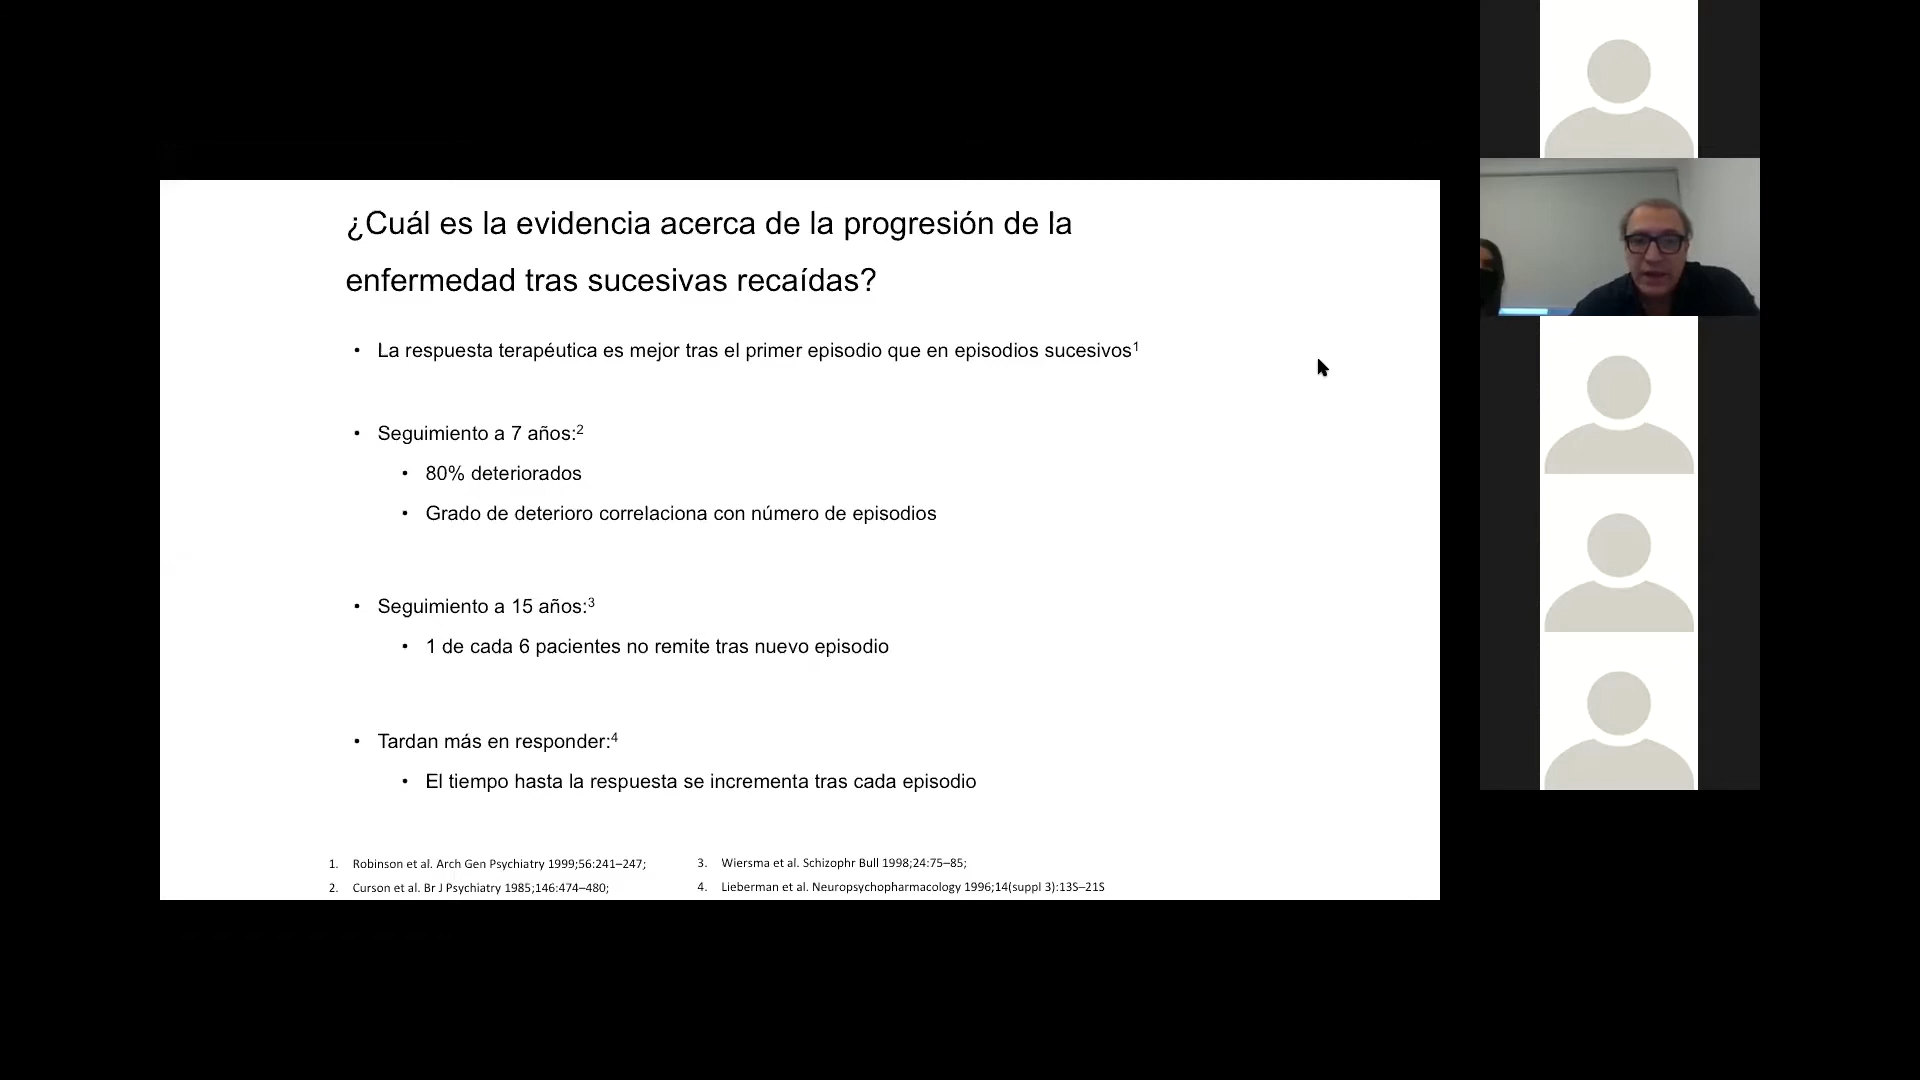 ¿Cuál es la evidencia acerca de la progresión de la
enfermedad tras sucesivas recaídas?
• La respuesta terapéutica es mejor tras el primer episodio que en episodios sucesivos¹
• Seguimiento a 7 años:²
• 80% deteriorados
• Grado de deterioro correlaciona con número de episodios
• Seguimiento a 15 años:³
• 1 de cada 6 pacientes no remite tras nuevo episodio
• Tardan más en responder:⁴
• El tiempo hasta la respuesta se incrementa tras cada episodio
1. Robinson et al. Arch Gen Psychiatry 1999;56:241–247;
2. Curson et al. Br J Psychiatry 1985;146:474–480;
3. Wiersma et al. Schizophr Bull 1998;24:75–85;
4. Lieberman et al. Neuropsychopharmacology 1996;14(suppl 3):13S–21S